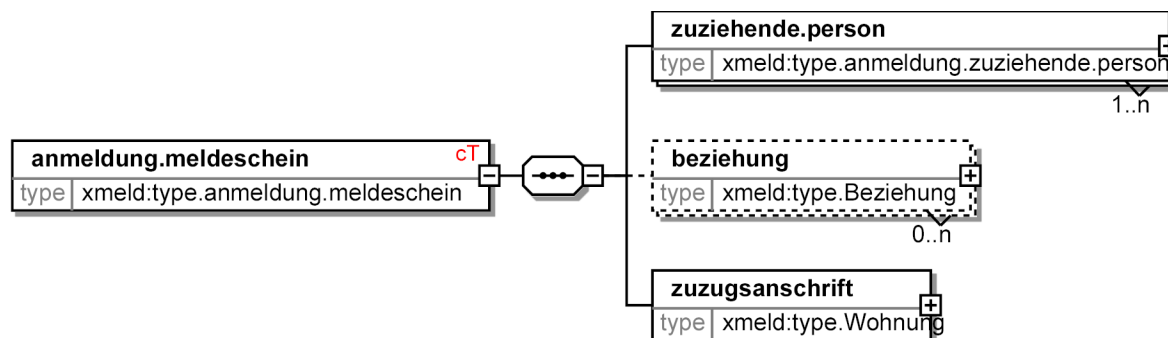 zuziehende.person
type xmeld:type.anmeldung.zuziehende.person
1..n
anmeldung.meldeschein cT
type xmeld:type.anmeldung.meldeschein
beziehung
type xmeld:type.Beziehung
0..n
zuzugsanschrift
type xmeld:type.Wohnung